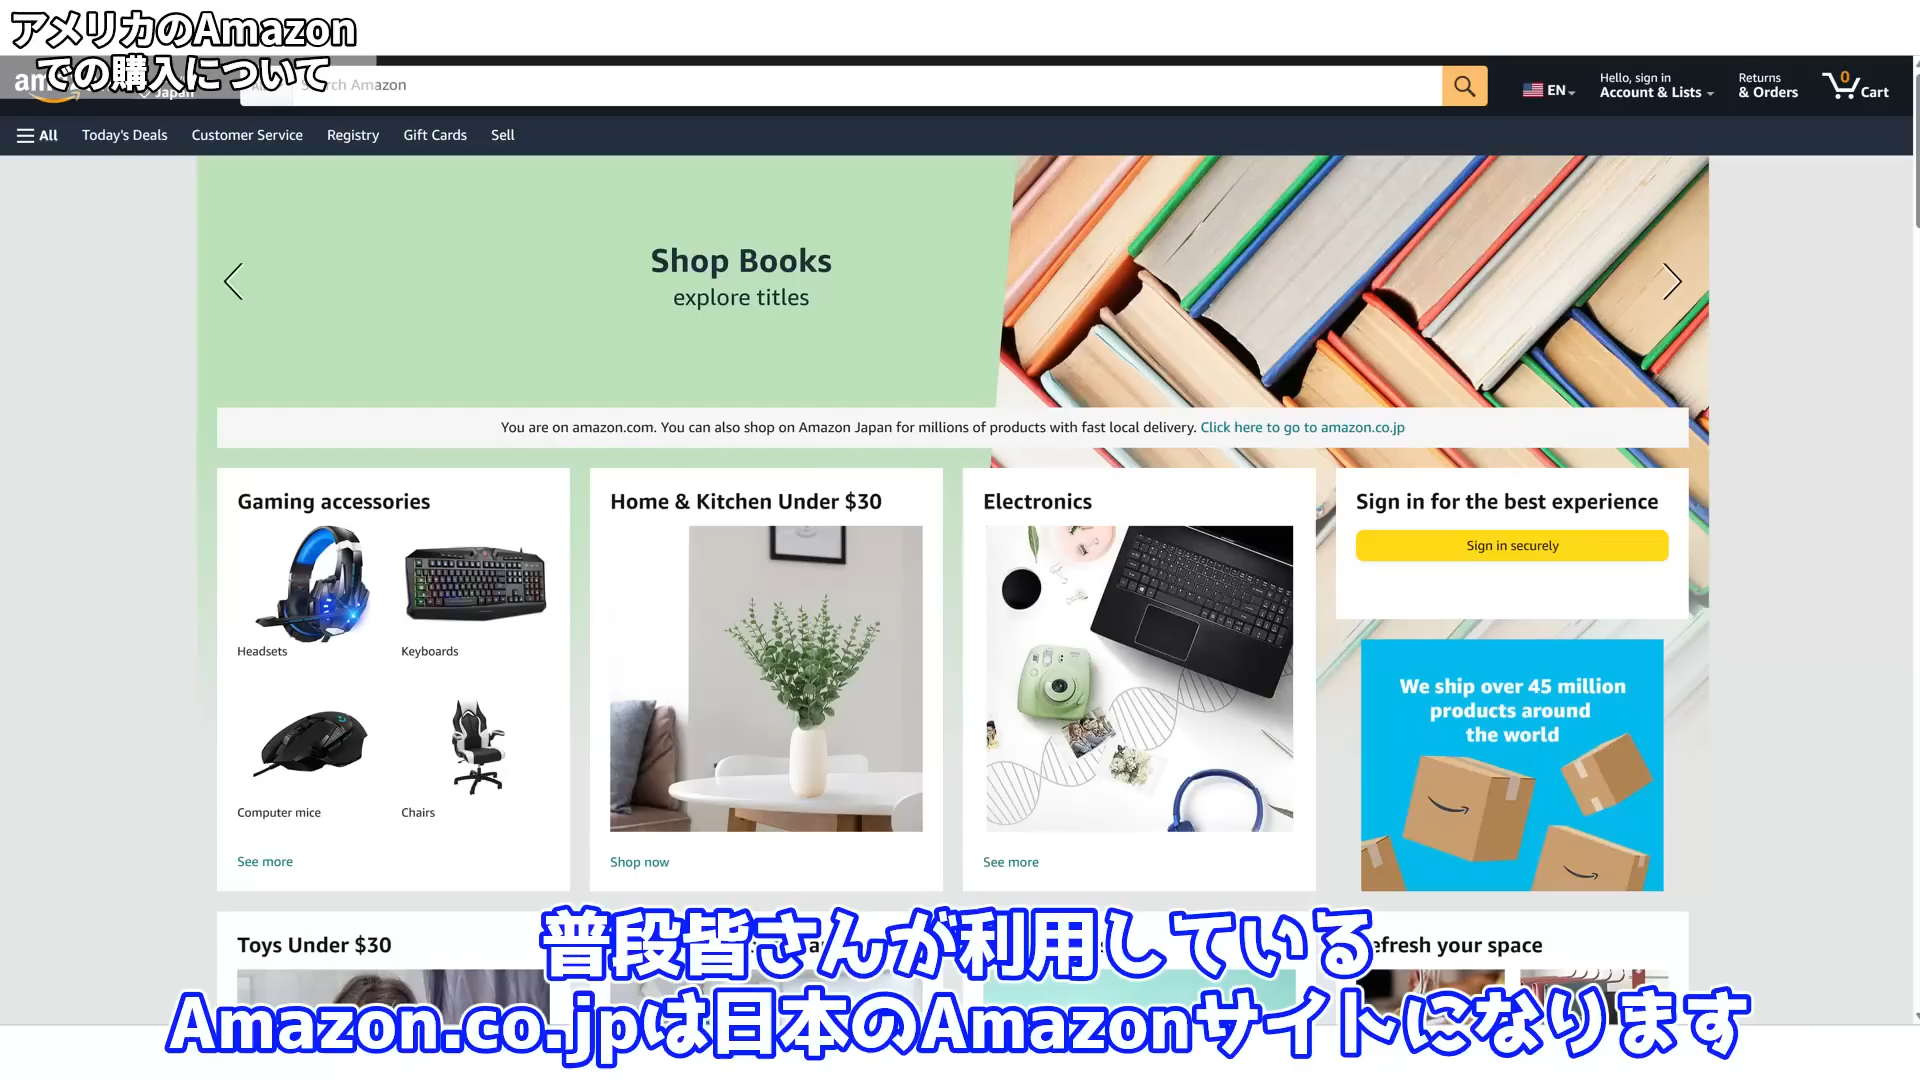 アメリカのAmazon
での購入について
Japan
Search Amazon
EN
Hello, sign in
Account & Lists
Returns
& Orders
0
Cart
All
Today's Deals
Customer Service
Registry
Gift Cards
Sell
Shop Books
explore titles
You are on amazon.com. You can also shop on Amazon Japan for millions of products with fast local delivery. Click here to go to amazon.co.jp
Gaming accessories
Headsets
Keyboards
Computer mice
Chairs
See more
Home & Kitchen Under $30
Shop now
Electronics
See more
Sign in for the best experience
Sign in securely
We ship over 45 million
products around
the world
Toys Under $30
efresh your space
普段皆さんが利用している
Amazon.co.jpは日本のAmazonサイトになります